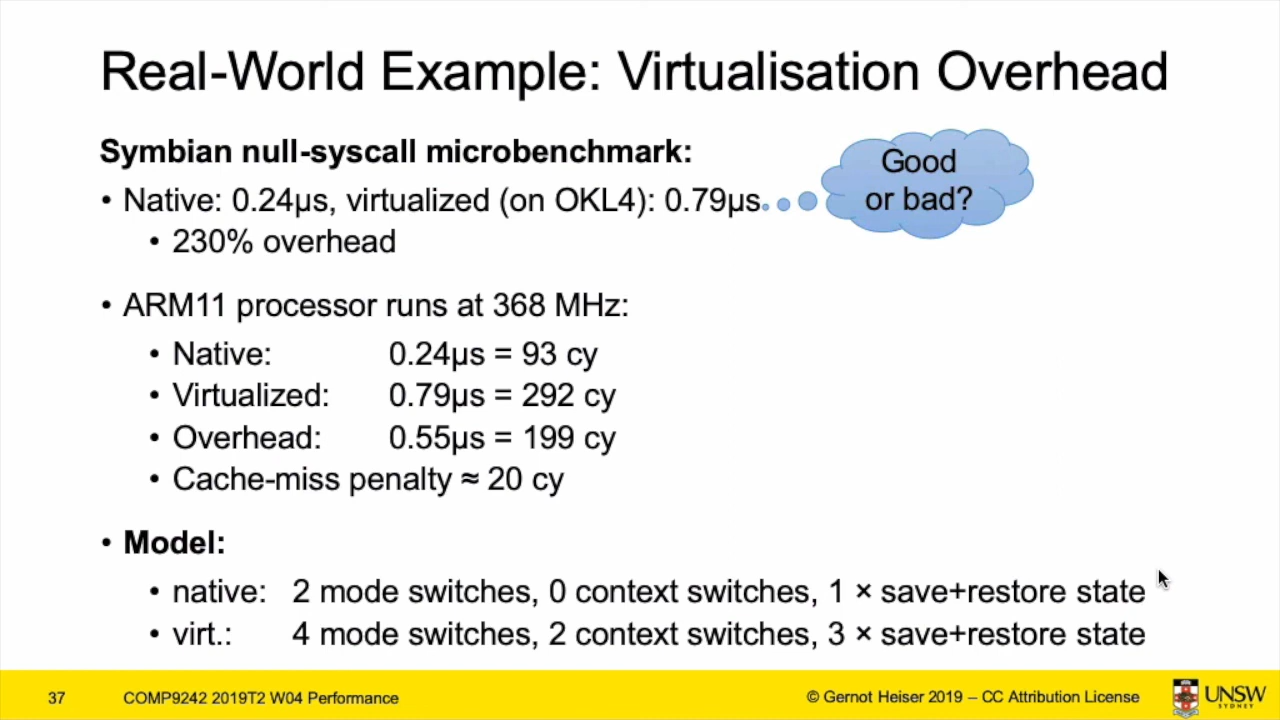 Real-World Example: Virtualisation Overhead
Symbian null-syscall microbenchmark:
• Native: 0.24µs, virtualized (on OKL4): 0.79µs
Good
or bad?
• 230% overhead
• ARM11 processor runs at 368 MHz:
• Native: 0.24µs = 93 cy
• Virtualized: 0.79µs = 292 cy
• Overhead: 0.55µs = 199 cy
• Cache-miss penalty ≈ 20 cy
• Model:
• native: 2 mode switches, 0 context switches, 1 × save+restore state
• virt.: 4 mode switches, 2 context switches, 3 × save+restore state
37 COMP9242 2019T2 W04 Performance
© Gernot Heiser 2019 – CC Attribution License
UNSW
SYDNEY